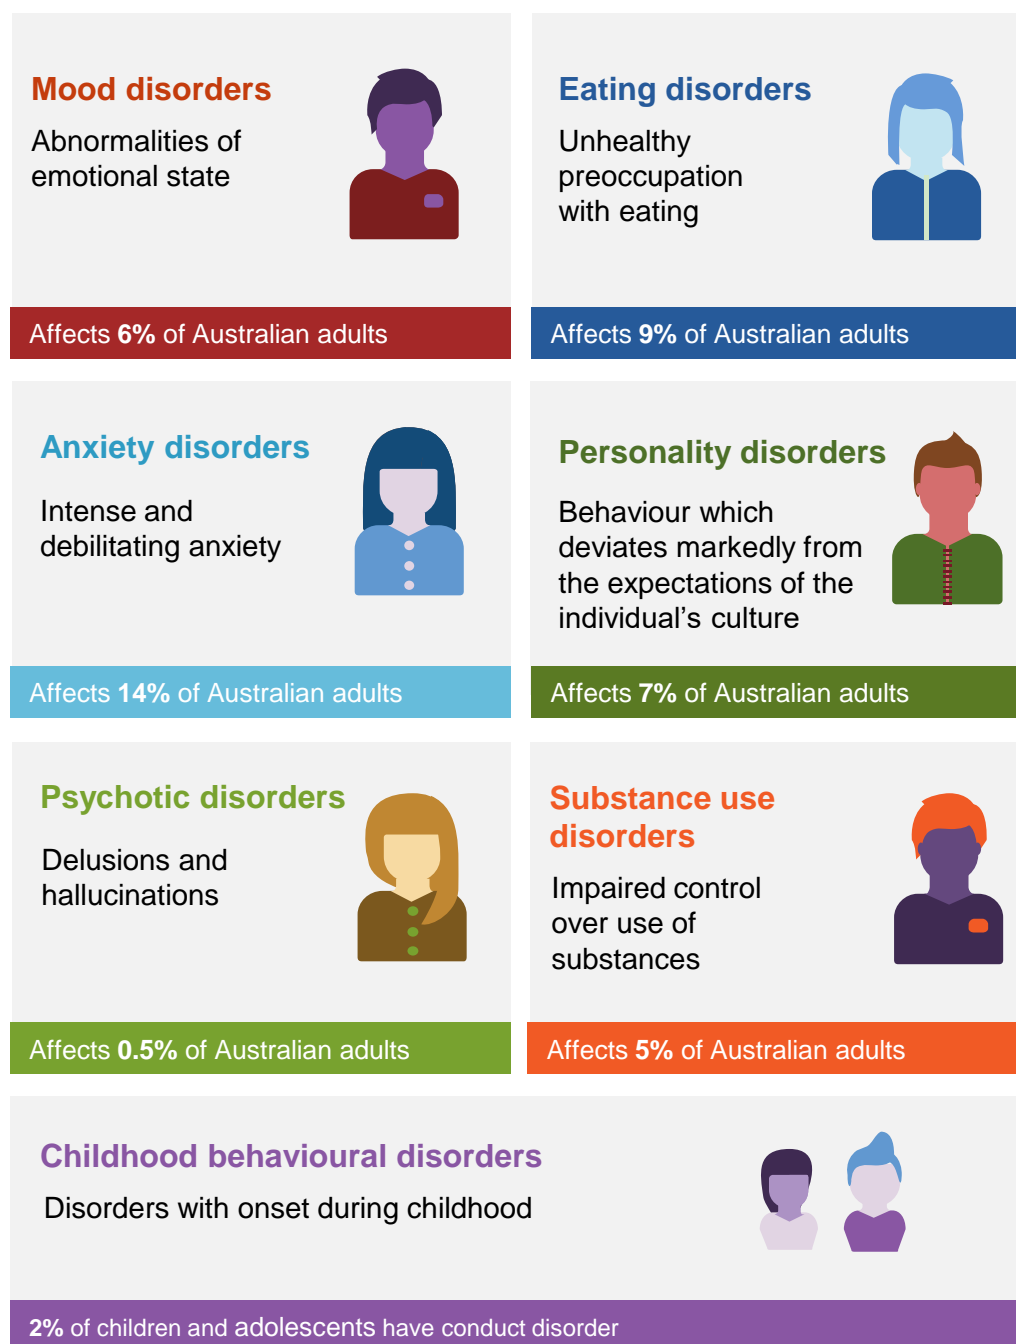 Mood disorders
Abnormalities of
emotional state
Affects 6% of Australian adults
Eating disorders
Unhealthy
preoccupation
with eating
Affects 9% of Australian adults
Anxiety disorders
Intense and
debilitating anxiety
Affects 14% of Australian adults
Personality disorders
Behaviour which
deviates markedly from
the expectations of the
individual’s culture
Affects 7% of Australian adults
Psychotic disorders
Delusions and
hallucinations
Affects 0.5% of Australian adults
Substance use
disorders
Impaired control
over use of
substances
Affects 5% of Australian adults
Childhood behavioural disorders
Disorders with onset during childhood
2% of children and adolescents have conduct disorder